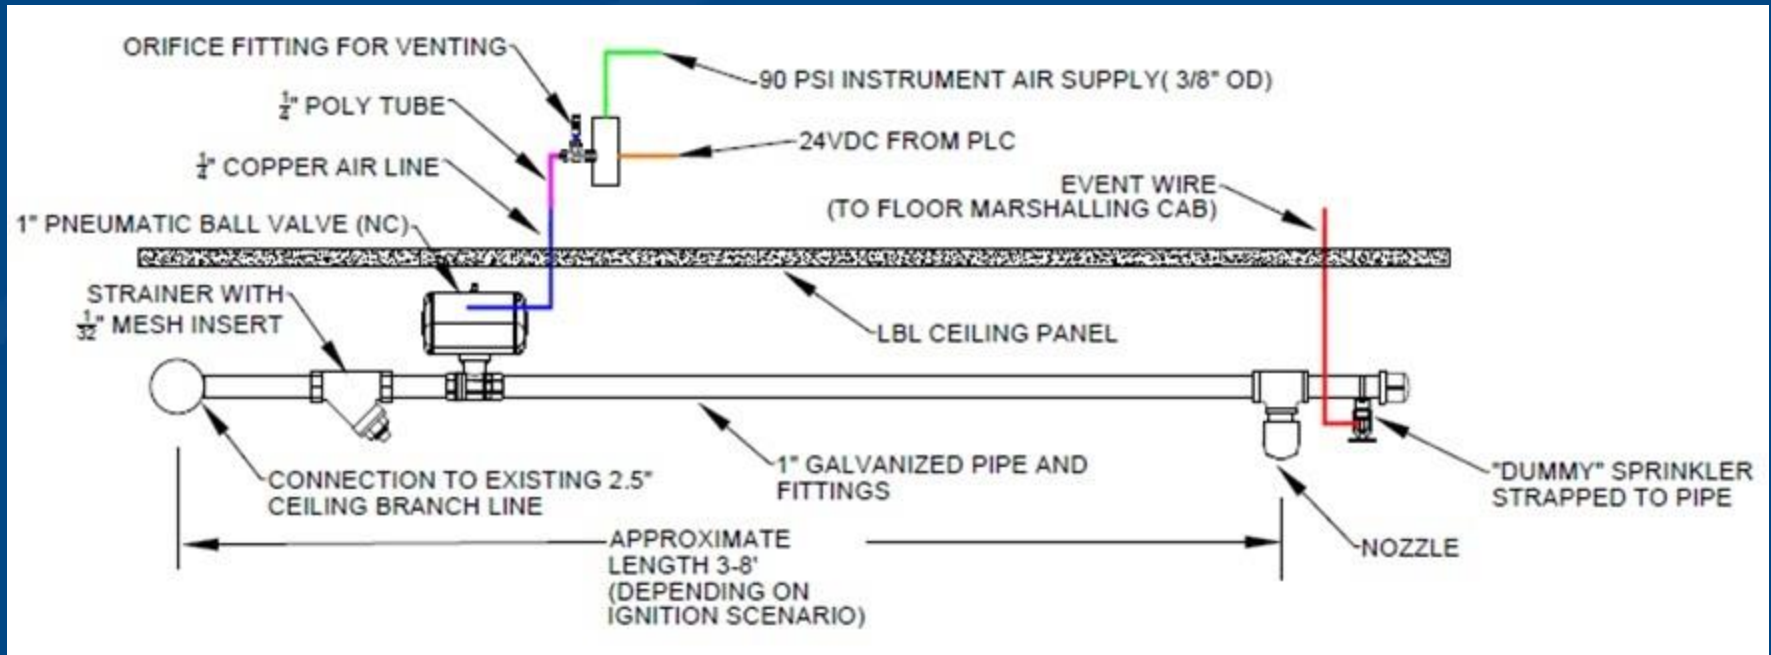 ORIFICE FITTING FOR VENTING
90 PSI INSTRUMENT AIR SUPPLY( 3/8" OD)
1/4" POLY TUBE
24VDC FROM PLC
1/4" COPPER AIR LINE
EVENT WIRE
(TO FLOOR MARSHALLING CAB)
1" PNEUMATIC BALL VALVE (NC)
STRAINER WITH
1/32" MESH INSERT
LBL CEILING PANEL
CONNECTION TO EXISTING 2.5"
CEILING BRANCH LINE
1" GALVANIZED PIPE AND
FITTINGS
"DUMMY" SPRINKLER
STRAPPED TO PIPE
NOZZLE
APPROXIMATE
LENGTH 3-8'
(DEPENDING ON
IGNITION SCENARIO)